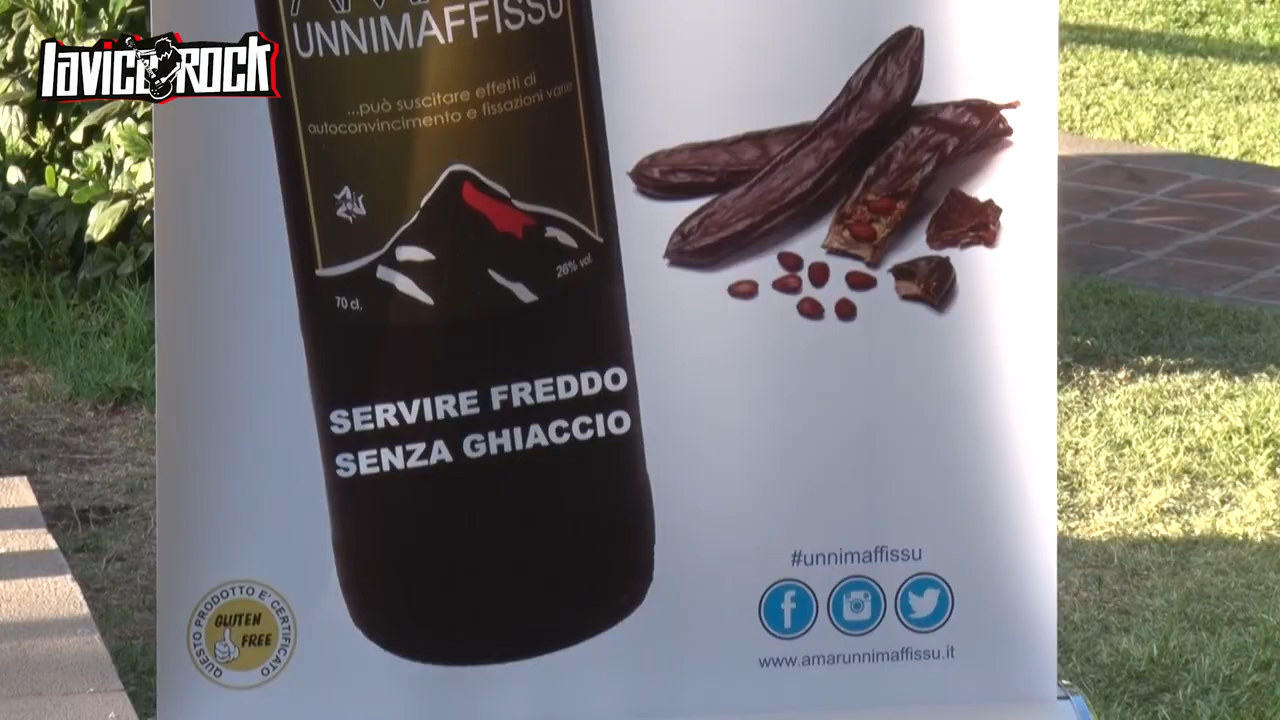 lavicarock
UNNIMAFFISSU
...può suscitare effetti di
autoconvincimento e fissazioni varie
70 cl.
26% vol.
SERVIRE FREDDO
SENZA GHIACCIO
QUESTO PRODOTTO E' CERTIFICATO
GLUTEN
FREE
#unnimaffissu
www.amarunnimaffissu.it